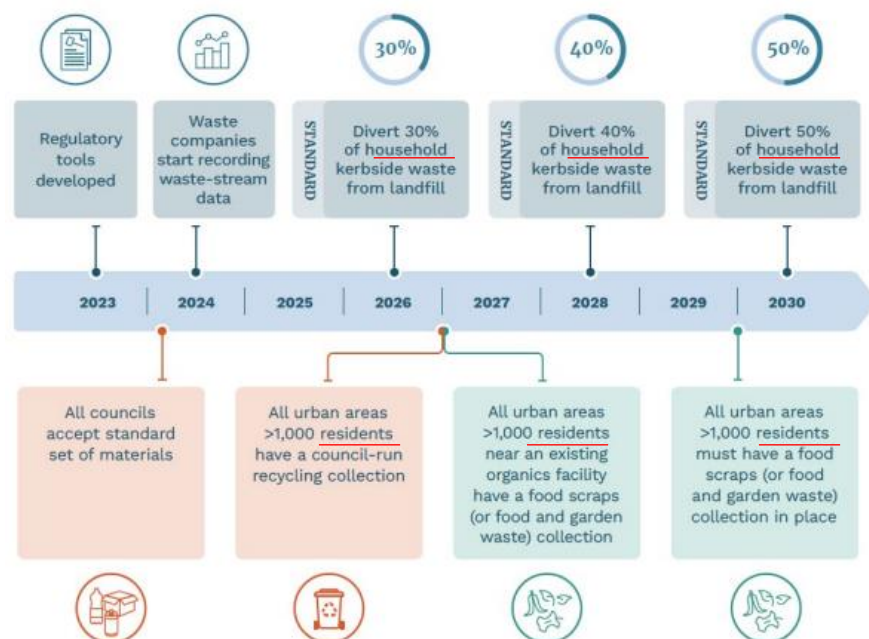 30%
40%
50%
Regulatory
tools
developed
Waste
companies
start recording
waste-stream
data
STANDARD
Divert 30%
of household
kerbside waste
from landfill
STANDARD
Divert 40%
of household
kerbside waste
from landfill
STANDARD
Divert 50%
of household
kerbside waste
from landfill
2023 2024 2025 2026 2027 2028 2029 2030
All councils
accept standard
set of materials
All urban areas
>1,000 residents
have a council-run
recycling collection
All urban areas
>1,000 residents
near an existing
organics facility
have a food scraps
(or food and garden
waste) collection
All urban areas
>1,000 residents
must have a food
scraps (or food
and garden waste)
collection in place